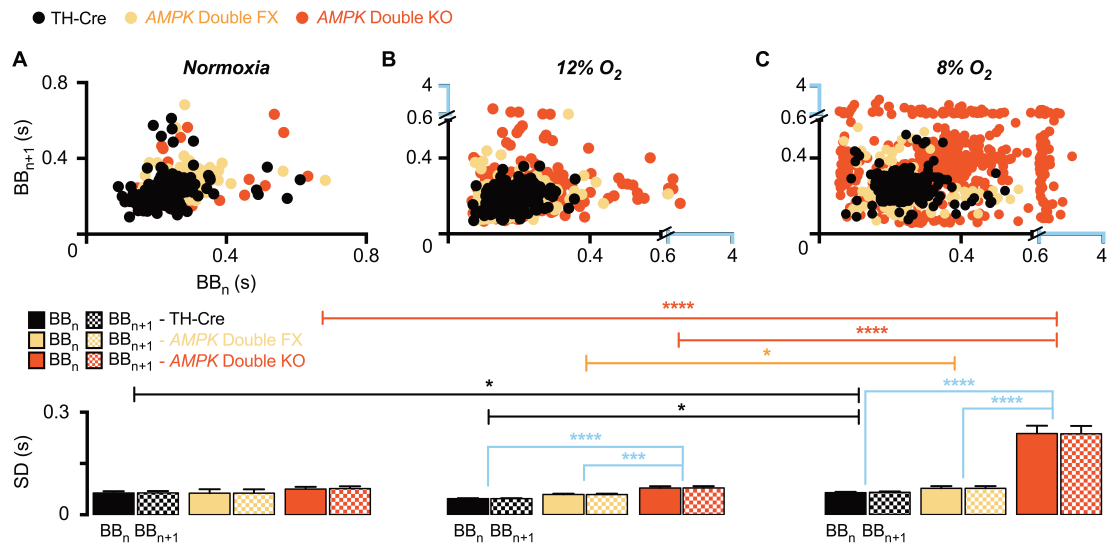 TH-Cre AMPK Double FX AMPK Double KO
A Normoxia B 12% O2 C 8% O2
0.8 4 4
0.6 0.6
BBn+1 (s) 0.4 0.4 0.4
0 0 0
0 0.4 0.8 0 0.4 0.6 4 0 0.4 0.6 4
BBn (s)
BBn BBn+1 - TH-Cre
BBn BBn+1 - AMPK Double FX
BBn BBn+1 - AMPK Double KO
****
****
*
*
*
****
****
****
***
0.3
SD (s)
0
BBn BBn+1 BBn BBn+1 BBn BBn+1